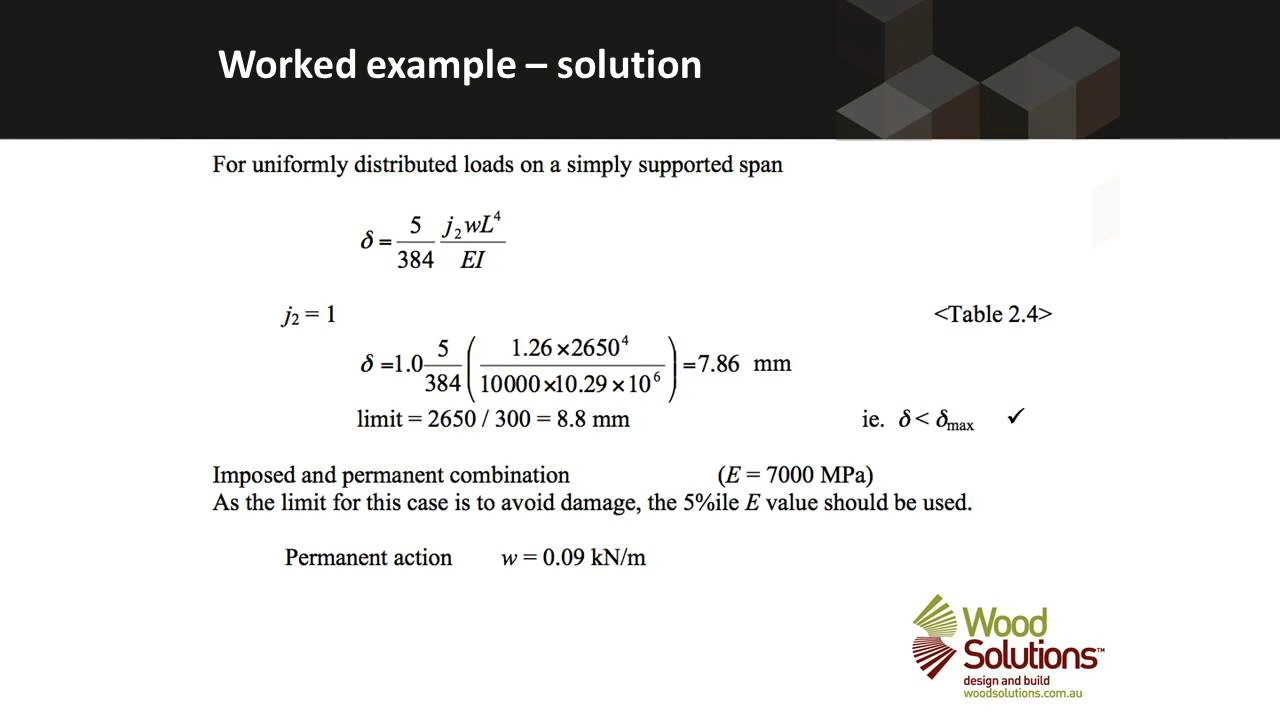 Worked example – solution
For uniformly distributed loads on a simply supported span
δ = 5/384 j₂wL⁴/EI
j₂ = 1 <Table 2.4>
δ =1.0 5/384 (1.26 ×2650⁴ / 10000×10.29 × 10⁶) =7.86 mm
limit = 2650 / 300 = 8.8 mm ie. δ < δmax ✓
Imposed and permanent combination (E = 7000 MPa)
As the limit for this case is to avoid damage, the 5%ile E value should be used.
Permanent action w = 0.09 kN/m
Wood
Solutions™
design and build
woodsolutions.com.au